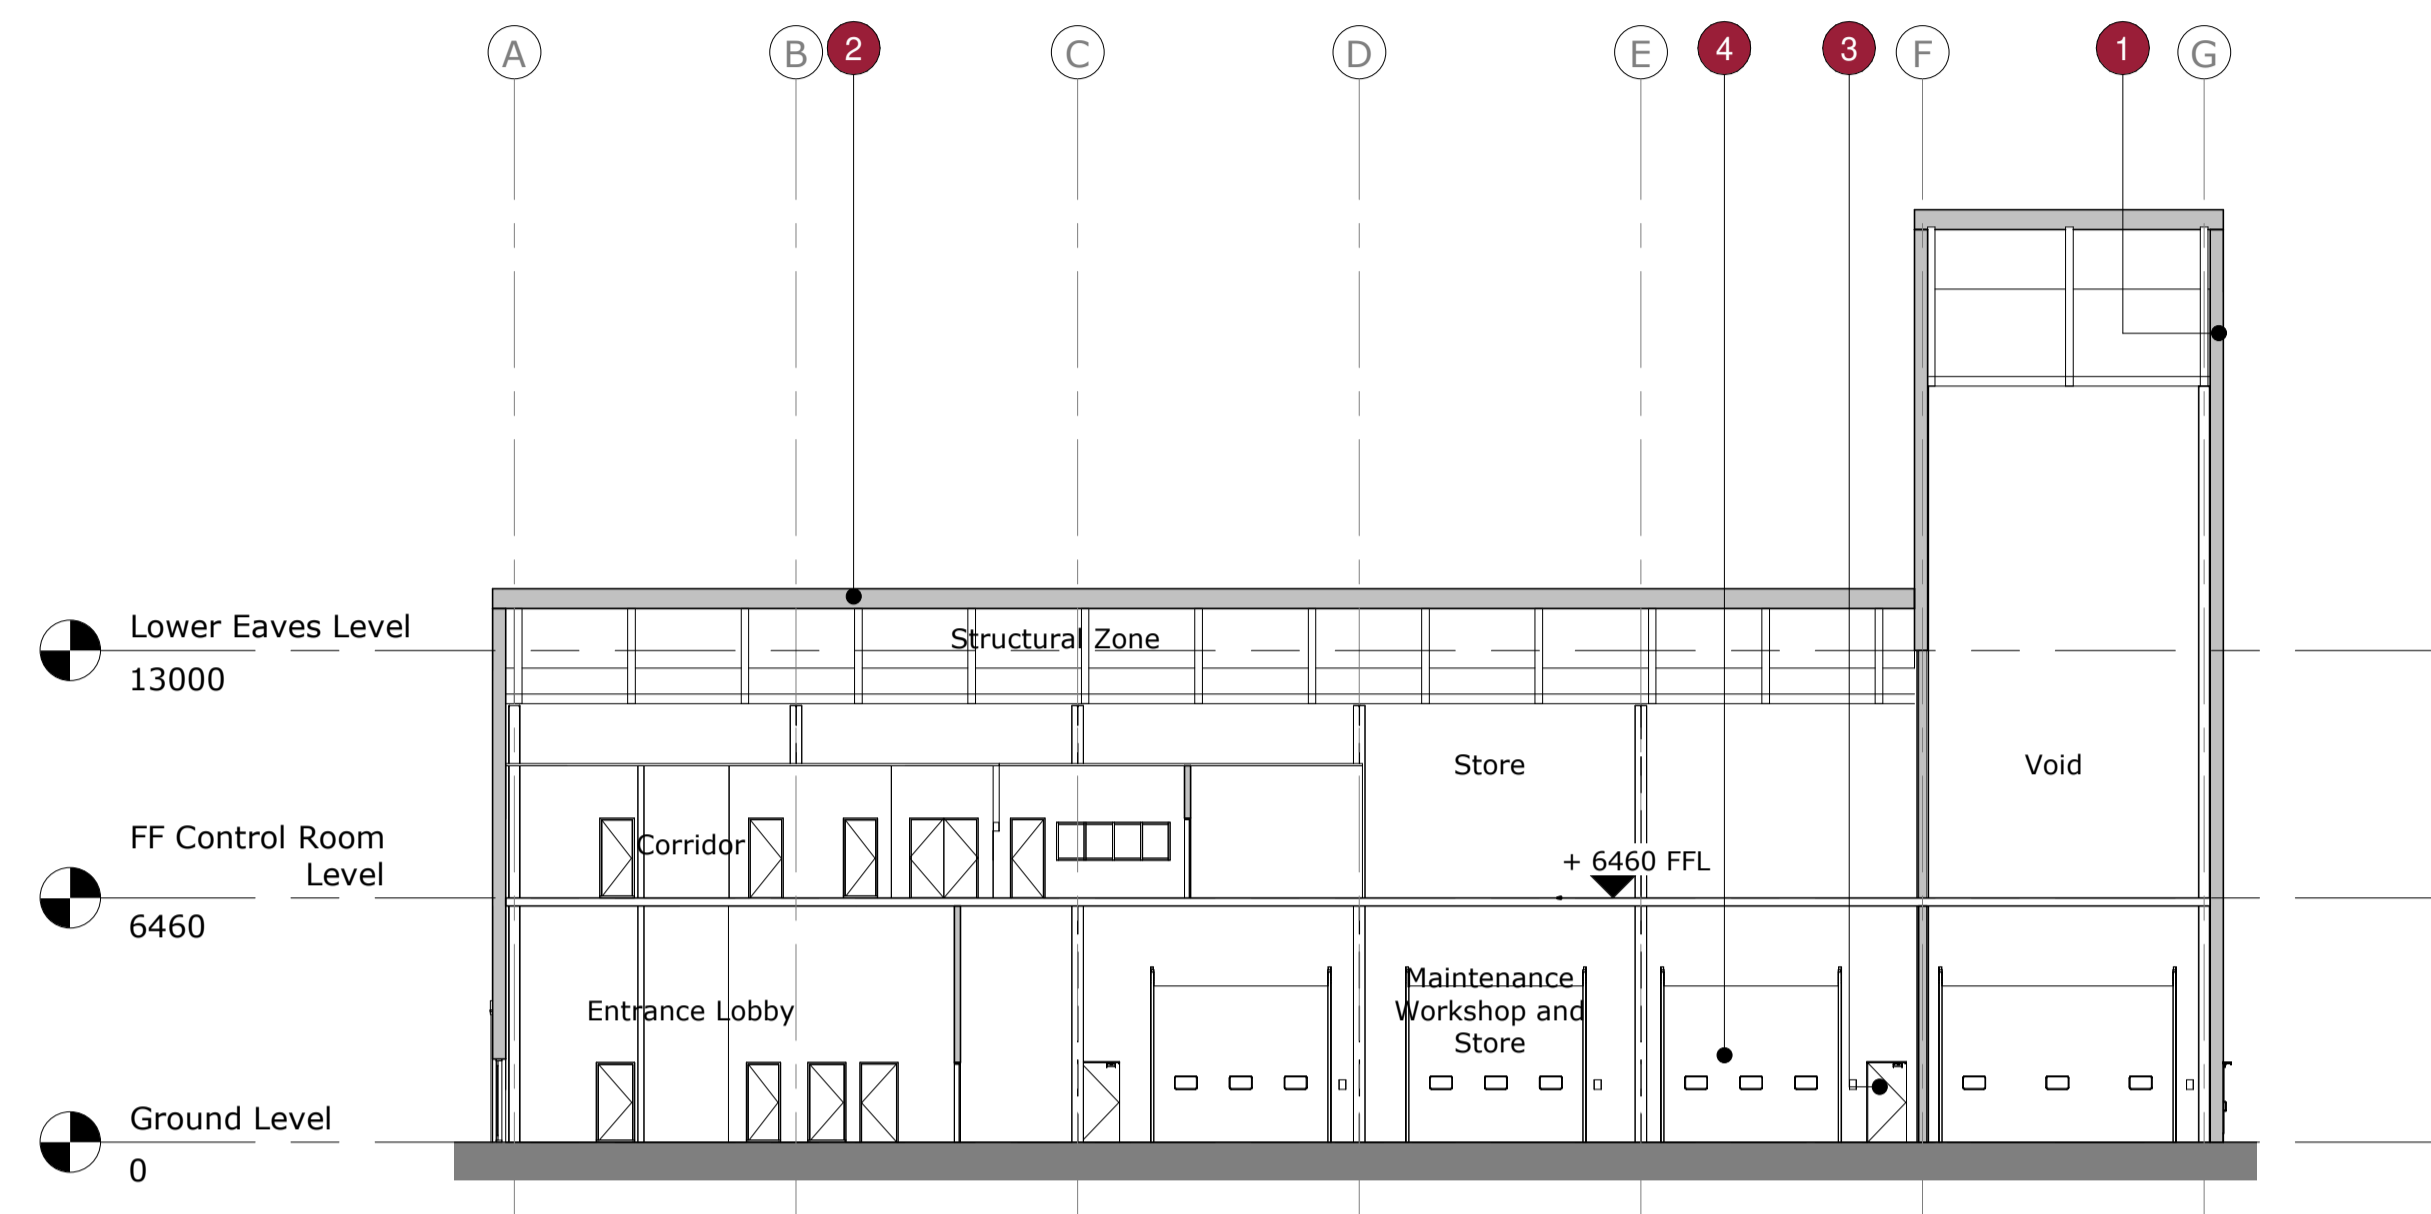 A
B
2
C
D
E
4
3
F
1
G
Lower Eaves Level
13000
Structural Zone
Store
Void
FF Control Room
Level
6460
Corridor
+ 6460 FFL
Entrance Lobby
Maintenance
Workshop and
Store
Ground Level
0